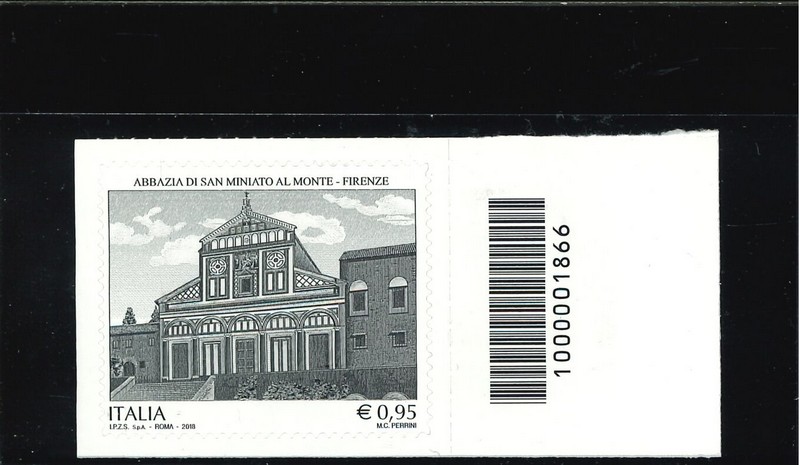 ABBAZIA DI SAN MINIATO AL MONTE - FIRENZE
ITALIA
€ 0,95
I.P.Z.S. S.p.A. - ROMA - 2018
M.C. PERRINI
1000001866